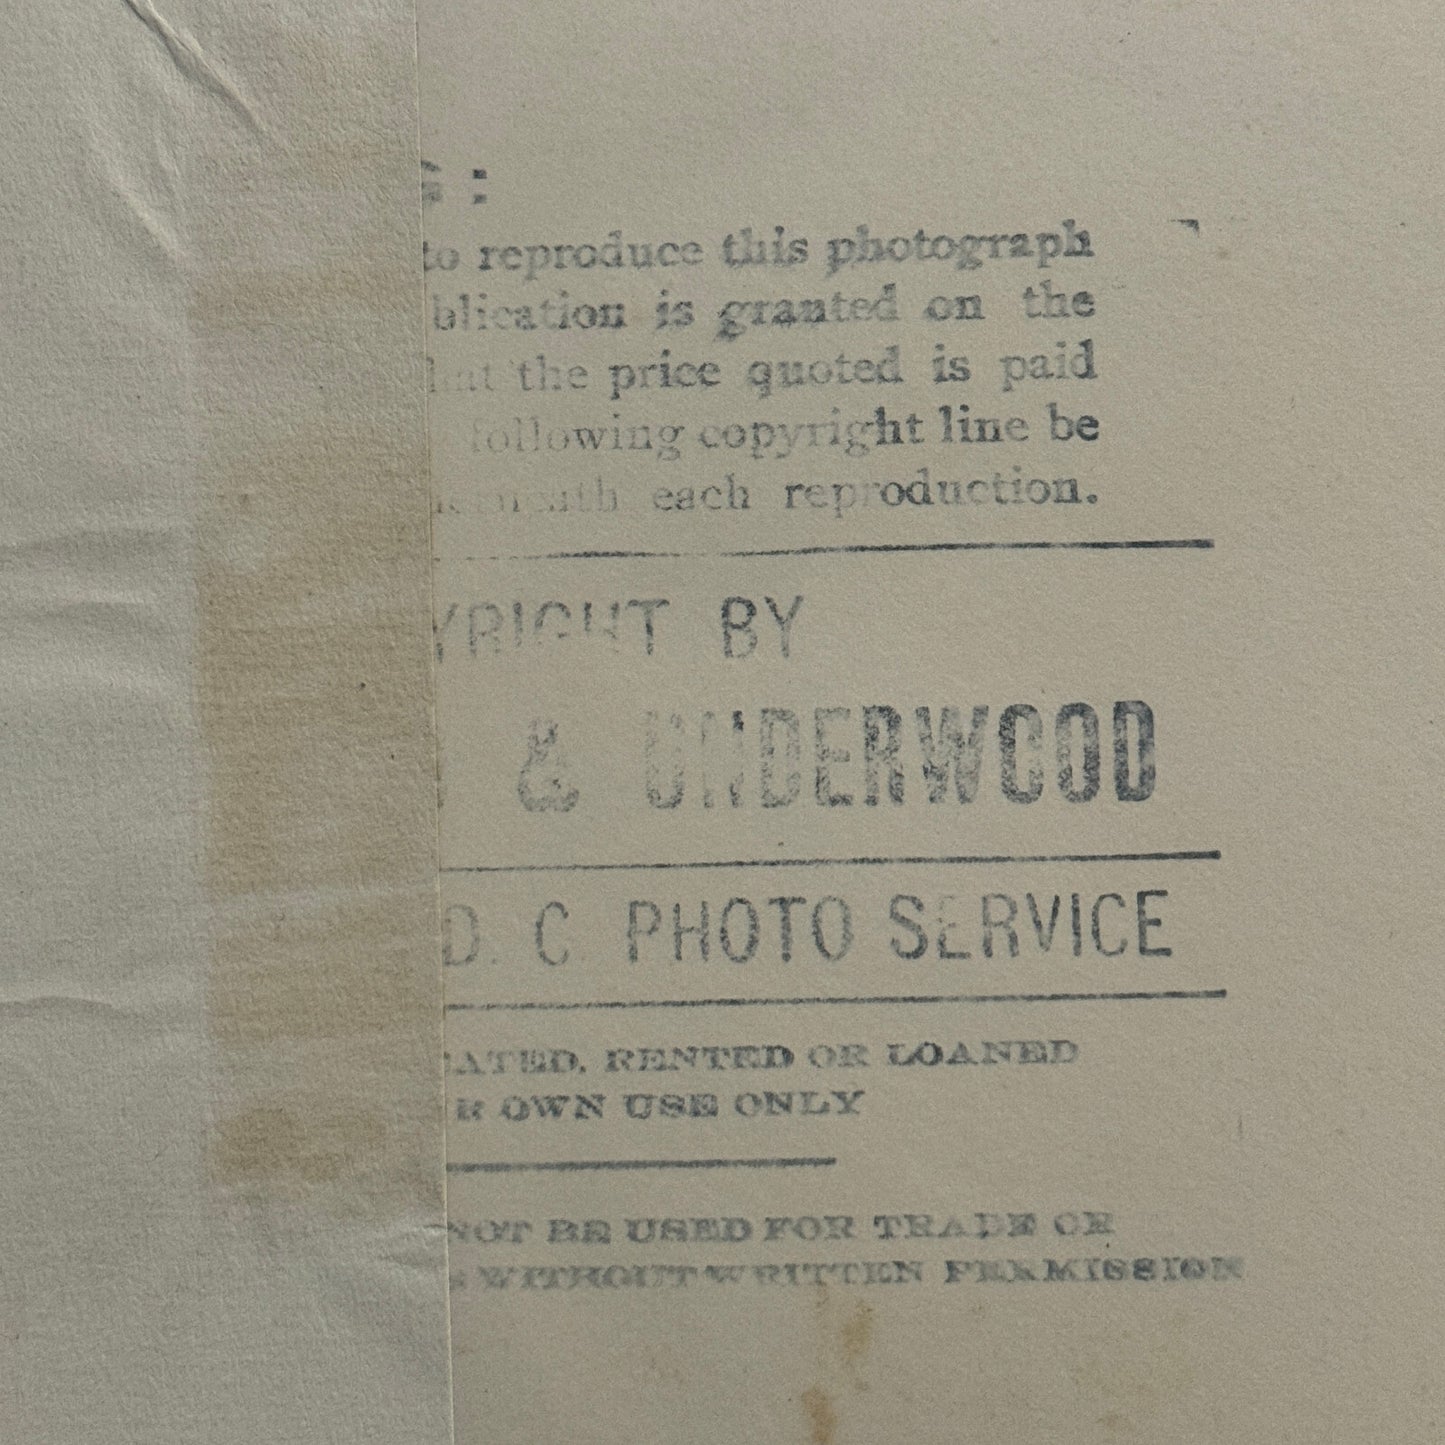 G:
to reproduce this photograph
blication is granted on the
hat the price quoted is paid
following copyright line be
each reproduction.
YRIGHT BY
& UNDERWOOD
D. C. PHOTO SERVICE
CATED, RENTED OR LOANED
R OWN USE ONLY
NOT BE USED FOR TRADE OR
S WITHOUT WRITTEN PERMISSION